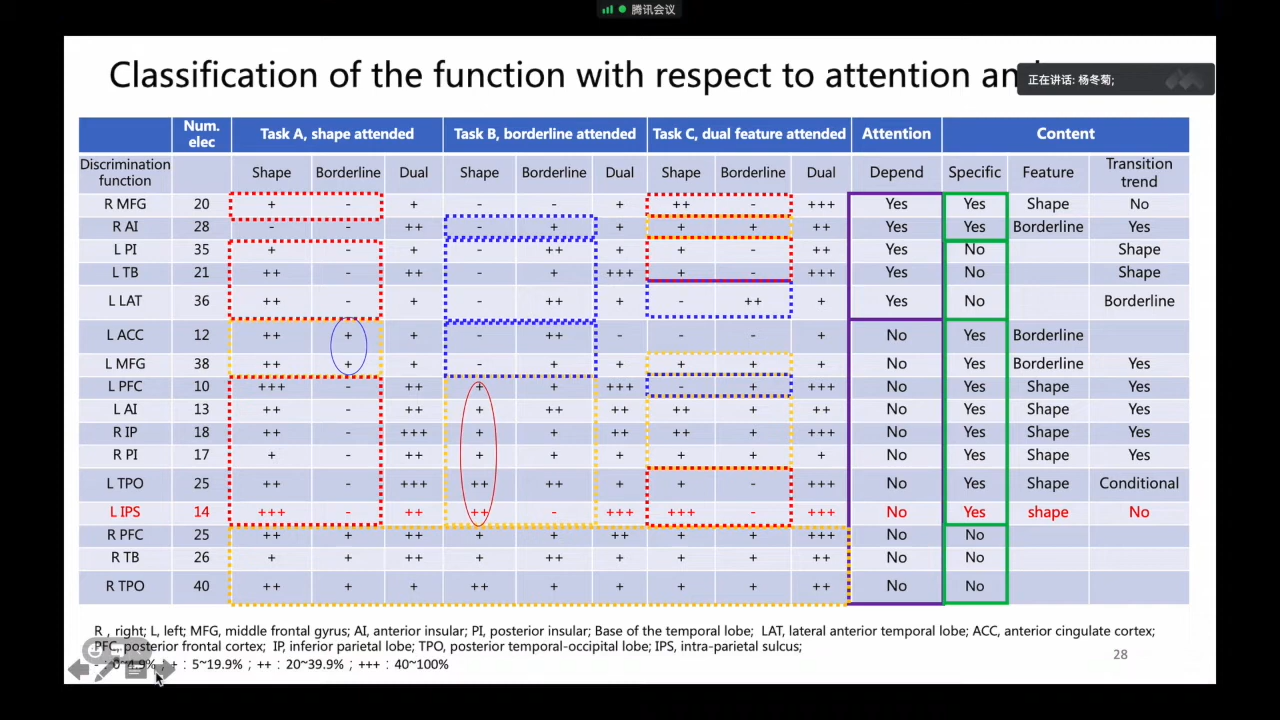 腾讯会议
Classification of the function with respect to attention and
正在讲话: 杨冬菊;
Num. elec Task A, shape attended Task B, borderline attended Task C, dual feature attended Attention Content
Discrimination function Shape Borderline Dual Shape Borderline Dual Shape Borderline Dual Depend Specific Feature Transition trend
R MFG 20 + - + - - + ++ - +++ Yes Yes Shape No
R AI 28 - - ++ - + + + + ++ Yes Yes Borderline Yes
L PI 35 + - + - ++ + + - ++ Yes No Shape
L TB 21 ++ - ++ - + +++ + - +++ Yes No Shape
L LAT 36 ++ - + - ++ + - ++ + Yes No Borderline
L ACC 12 ++ + + - ++ - - - + No Yes Borderline
L MFG 38 ++ + + - + + + + ++ No Yes Borderline Yes
L PFC 10 +++ - ++ + + +++ - + +++ No Yes Shape Yes
L AI 13 ++ - ++ + ++ ++ ++ + ++ No Yes Shape Yes
R IP 18 ++ - +++ + + ++ ++ + +++ No Yes Shape Yes
R PI 17 + - ++ + + + + + ++ No Yes Shape Yes
L TPO 25 ++ - +++ ++ ++ + + - +++ No Yes Shape Conditional
L IPS 14 +++ - ++ ++ - +++ +++ - +++ No Yes shape No
R PFC 25 ++ + ++ + + ++ + + +++ No No
R TB 26 + + ++ + ++ + + + ++ No No
R TPO 40 ++ + + ++ + + + + ++ No No
R , right; L, left; MFG, middle frontal gyrus; AI, anterior insular; PI, posterior insular; Base of the temporal lobe; LAT, lateral anterior temporal lobe; ACC, anterior cingulate cortex;
PFC, posterior frontal cortex; IP, inferior parietal lobe; TPO, posterior temporal-occipital lobe; IPS, intra-parietal sulcus;
- : 0~4.9% ; + : 5~19.9% ; ++ : 20~39.9% ; +++ : 40~100%
28